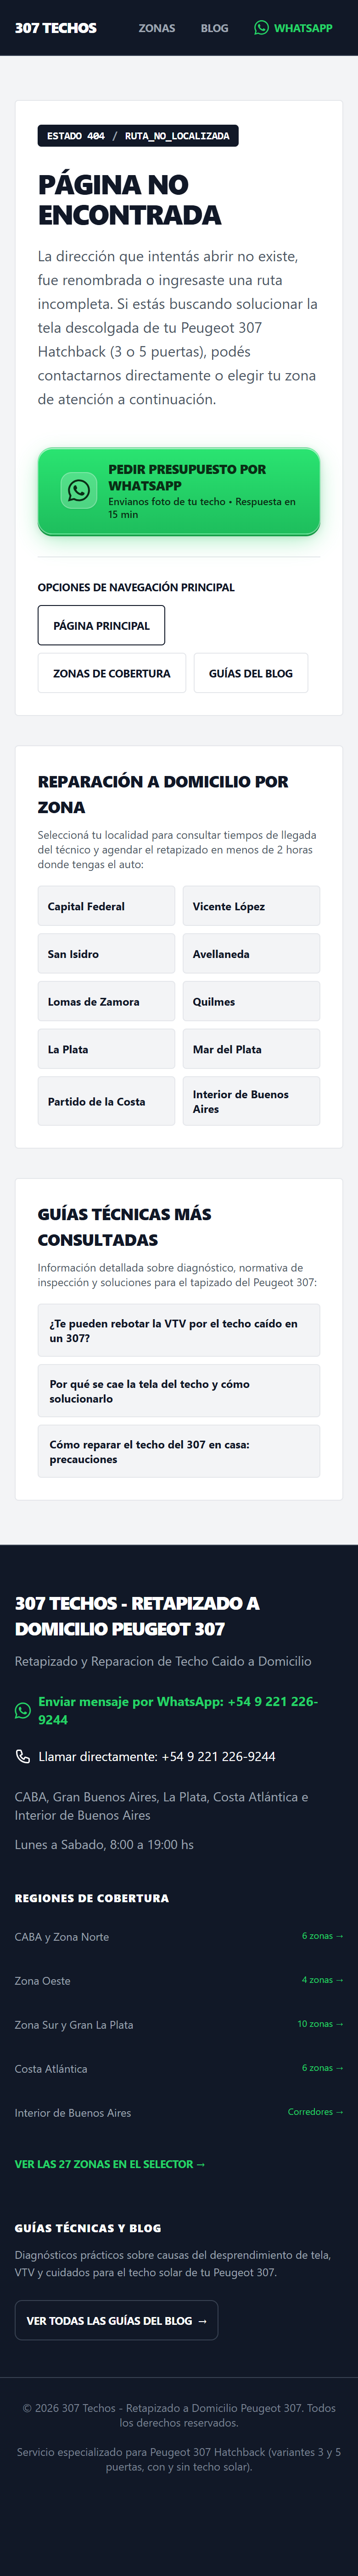 307 TECHOS
ZONAS
BLOG
WHATSAPP
ESTADO 404 / RUTA_NO_LOCALIZADA
PÁGINA NO
ENCONTRADA
La dirección que intentás abrir no existe,
fue renombrada o ingresaste una ruta
incompleta. Si estás buscando solucionar la
tela descolgada de tu Peugeot 307
Hatchback (3 o 5 puertas), podés
contactarnos directamente o elegir tu zona
de atención a continuación.
PEDIR PRESUPUESTO POR
WHATSAPP
Envianos foto de tu techo • Respuesta en
15 min
OPCIONES DE NAVEGACIÓN PRINCIPAL
PÁGINA PRINCIPAL
ZONAS DE COBERTURA
GUÍAS DEL BLOG
REPARACIÓN A DOMICILIO POR
ZONA
Seleccioná tu localidad para consultar tiempos de llegada
del técnico y agendar el retapizado en menos de 2 horas
donde tengas el auto:
Capital Federal
Vicente López
San Isidro
Avellaneda
Lomas de Zamora
Quilmes
La Plata
Mar del Plata
Partido de la Costa
Interior de Buenos
Aires
GUÍAS TÉCNICAS MÁS
CONSULTADAS
Información detallada sobre diagnóstico, normativa de
inspección y soluciones para el tapizado del Peugeot 307:
¿Te pueden rebotar la VTV por el techo caído en
un 307?
Por qué se cae la tela del techo y cómo
solucionarlo
Cómo reparar el techo del 307 en casa:
precauciones
307 TECHOS - RETAPIZADO A
DOMICILIO PEUGEOT 307
Retapizado y Reparacion de Techo Caido a Domicilio
Enviar mensaje por WhatsApp: +54 9 221 226-
9244
Llamar directamente: +54 9 221 226-9244
CABA, Gran Buenos Aires, La Plata, Costa Atlántica e
Interior de Buenos Aires
Lunes a Sabado, 8:00 a 19:00 hs
REGIONES DE COBERTURA
CABA y Zona Norte
6 zonas →
Zona Oeste
4 zonas →
Zona Sur y Gran La Plata
10 zonas →
Costa Atlántica
6 zonas →
Interior de Buenos Aires
Corredores →
VER LAS 27 ZONAS EN EL SELECTOR →
GUÍAS TÉCNICAS Y BLOG
Diagnósticos prácticos sobre causas del desprendimiento de tela,
VTV y cuidados para el techo solar de tu Peugeot 307.
VER TODAS LAS GUÍAS DEL BLOG →
© 2026 307 Techos - Retapizado a Domicilio Peugeot 307. Todos
los derechos reservados.
Servicio especializado para Peugeot 307 Hatchback (variantes 3 y 5
puertas, con y sin techo solar).